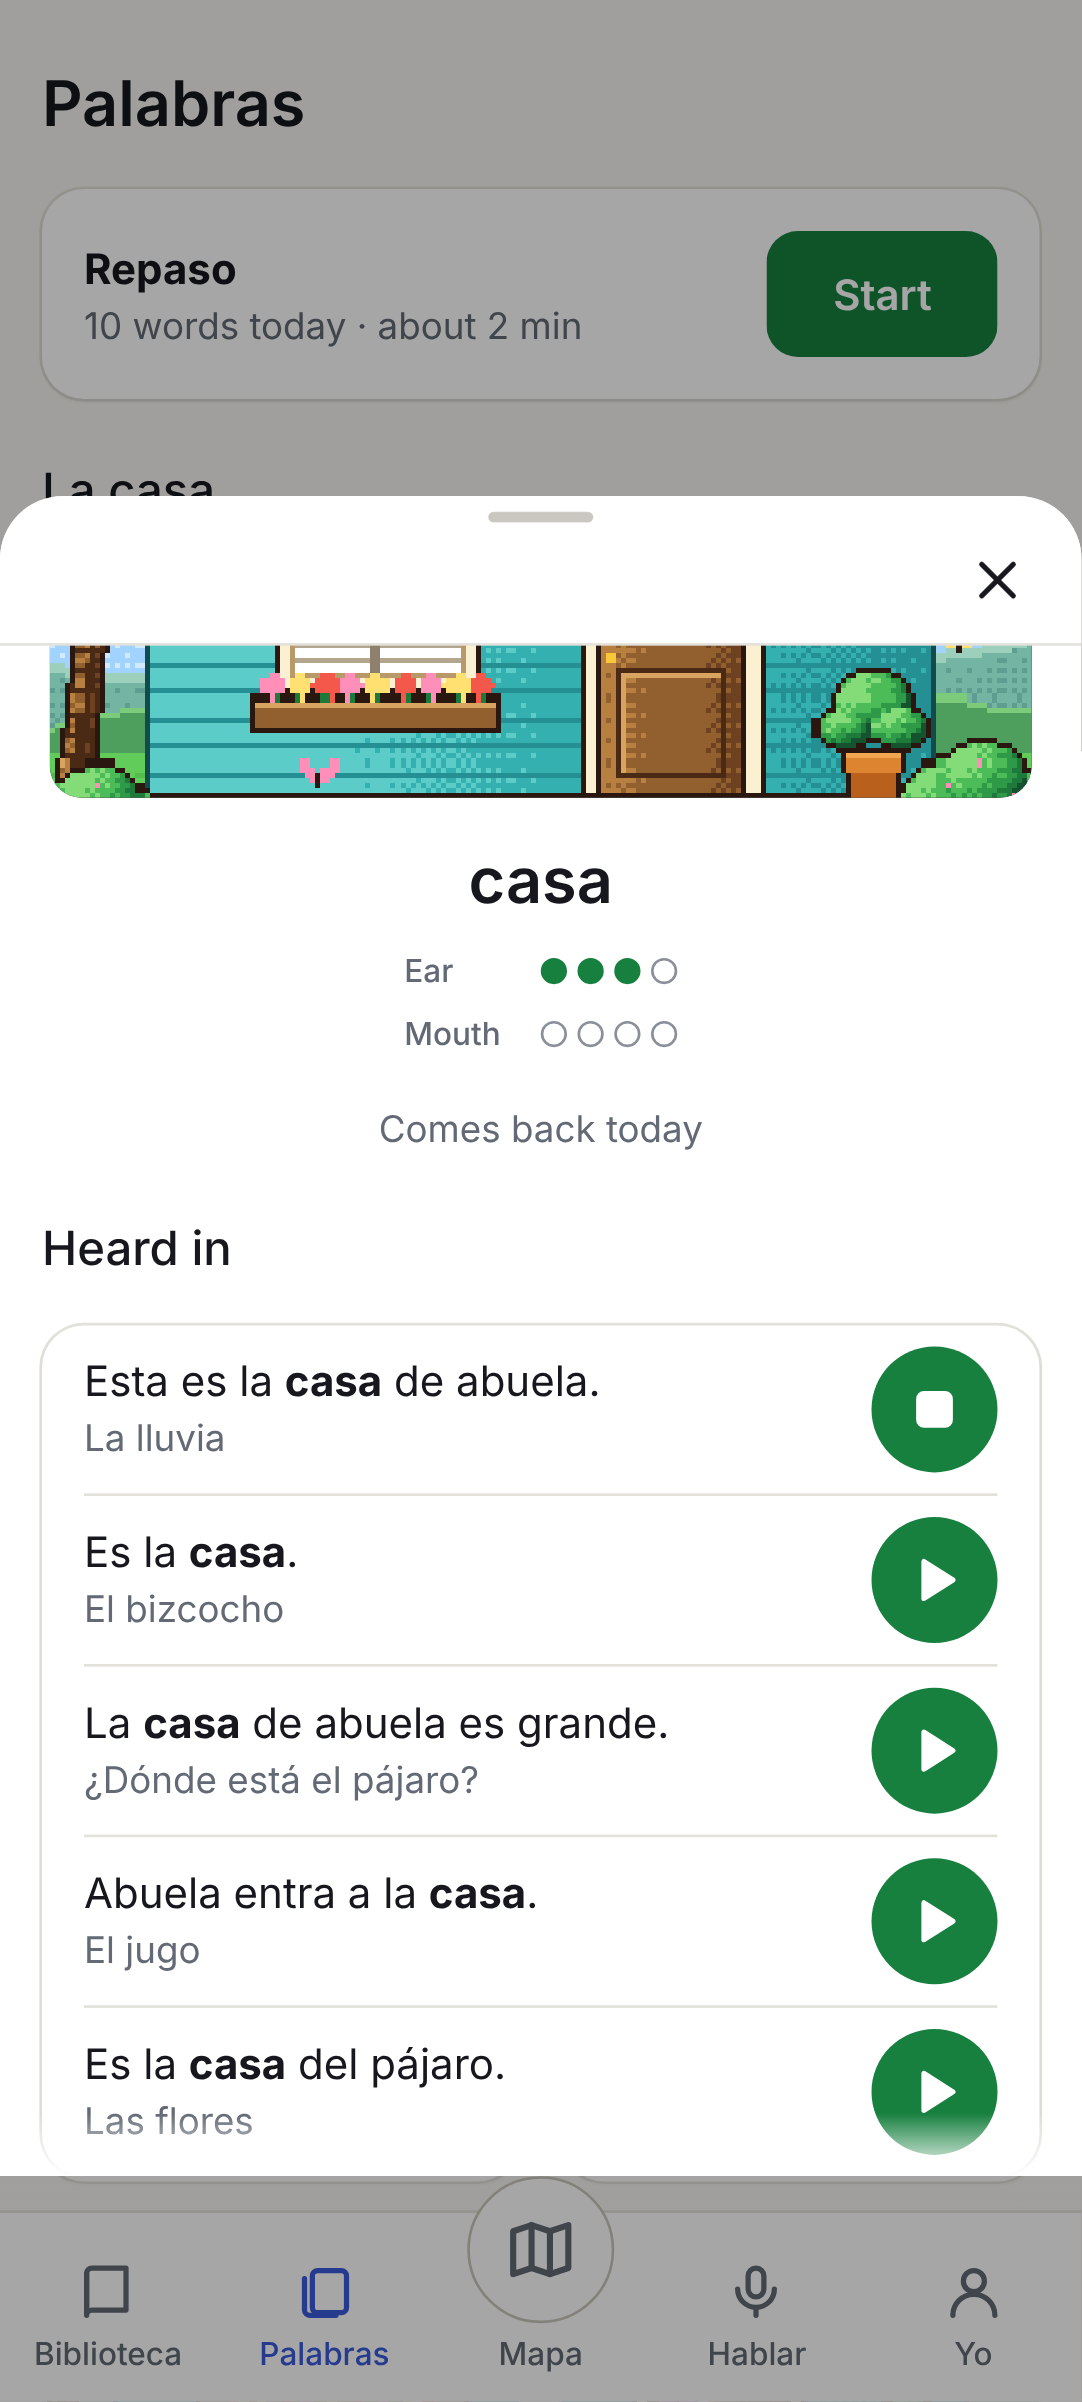 Palabras
Repaso
10 words today · about 2 min
Start
La casa
casa
Ear
Mouth
Comes back today
Heard in
Esta es la casa de abuela.
La lluvia
Es la casa.
El bizcocho
La casa de abuela es grande.
¿Dónde está el pájaro?
Abuela entra a la casa.
El jugo
Es la casa del pájaro.
Las flores
Biblioteca
Palabras
Mapa
Hablar
Yo